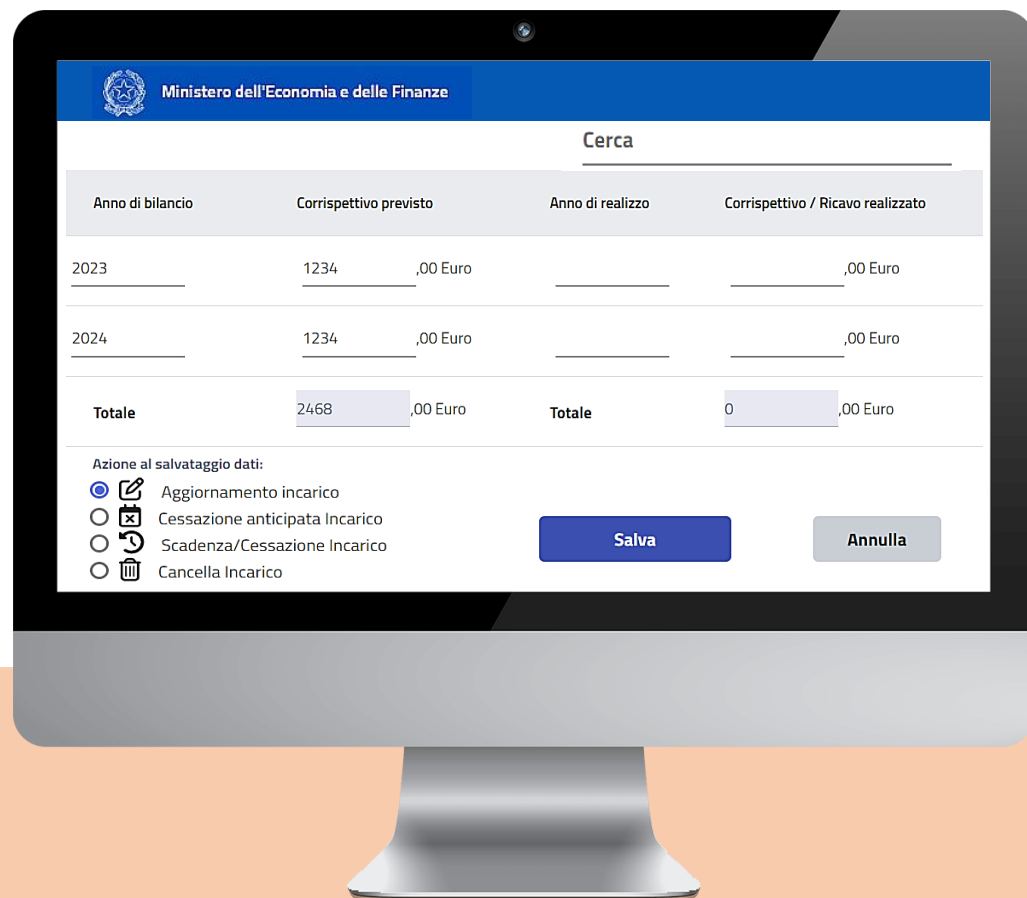 Ministero dell'Economia e delle Finanze
Cerca
Anno di bilancio Corrispettivo previsto Anno di realizzo Corrispettivo / Ricavo realizzato
2023 1234 ,00 Euro ,00 Euro
2024 1234 ,00 Euro ,00 Euro
Totale 2468 ,00 Euro Totale 0 ,00 Euro
Azione al salvataggio dati:
Aggiornamento incarico
Cessazione anticipata Incarico
Scadenza/Cessazione Incarico
Cancella Incarico
Salva Annulla